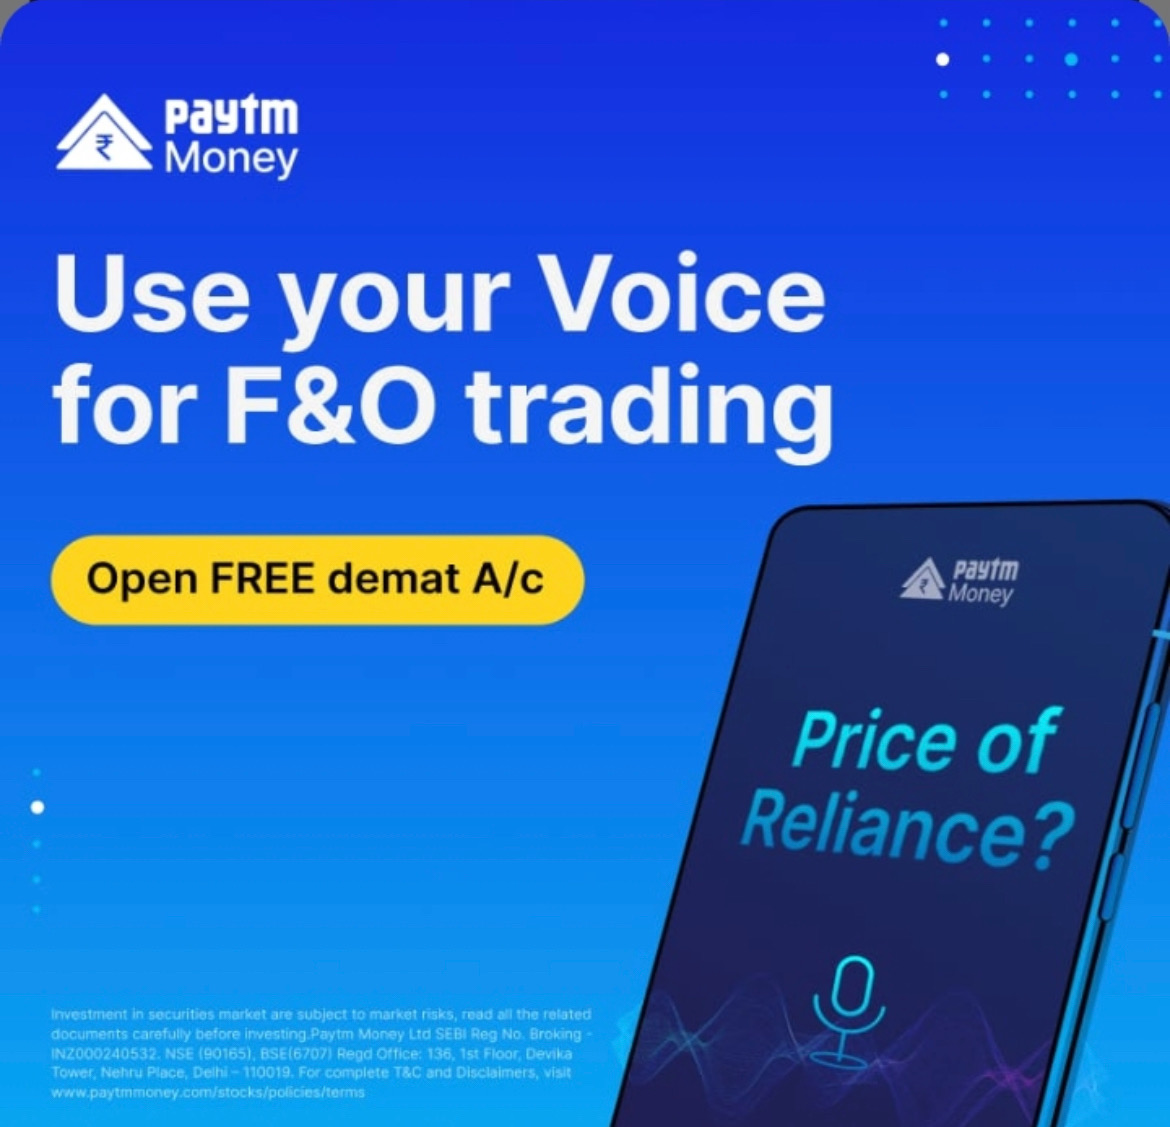 paytm
Money
Use your Voice
for F&O trading
Open FREE demat A/c
paytm
Money
Price of
Reliance?
Investment in securities market are subject to market risks, read all the related
documents carefully before investing.Paytm Money Ltd SEBI Reg No. Broking -
INZ000240532. NSE (90165), BSE(6707) Regd Office: 136, 1st Floor, Devika
Tower, Nehru Place, Delhi – 110019. For complete T&C and Disclaimers, visit
www.paytmmoney.com/stocks/policies/terms